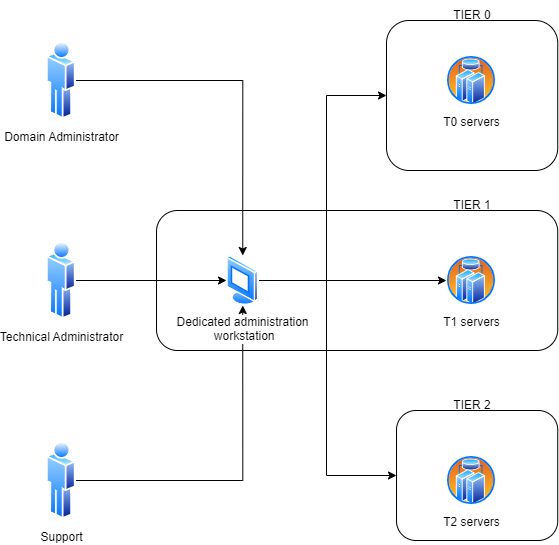 TIER 0
T0 servers
Domain Administrator
TIER 1
Dedicated administration
workstation
T1 servers
Technical Administrator
TIER 2
T2 servers
Support